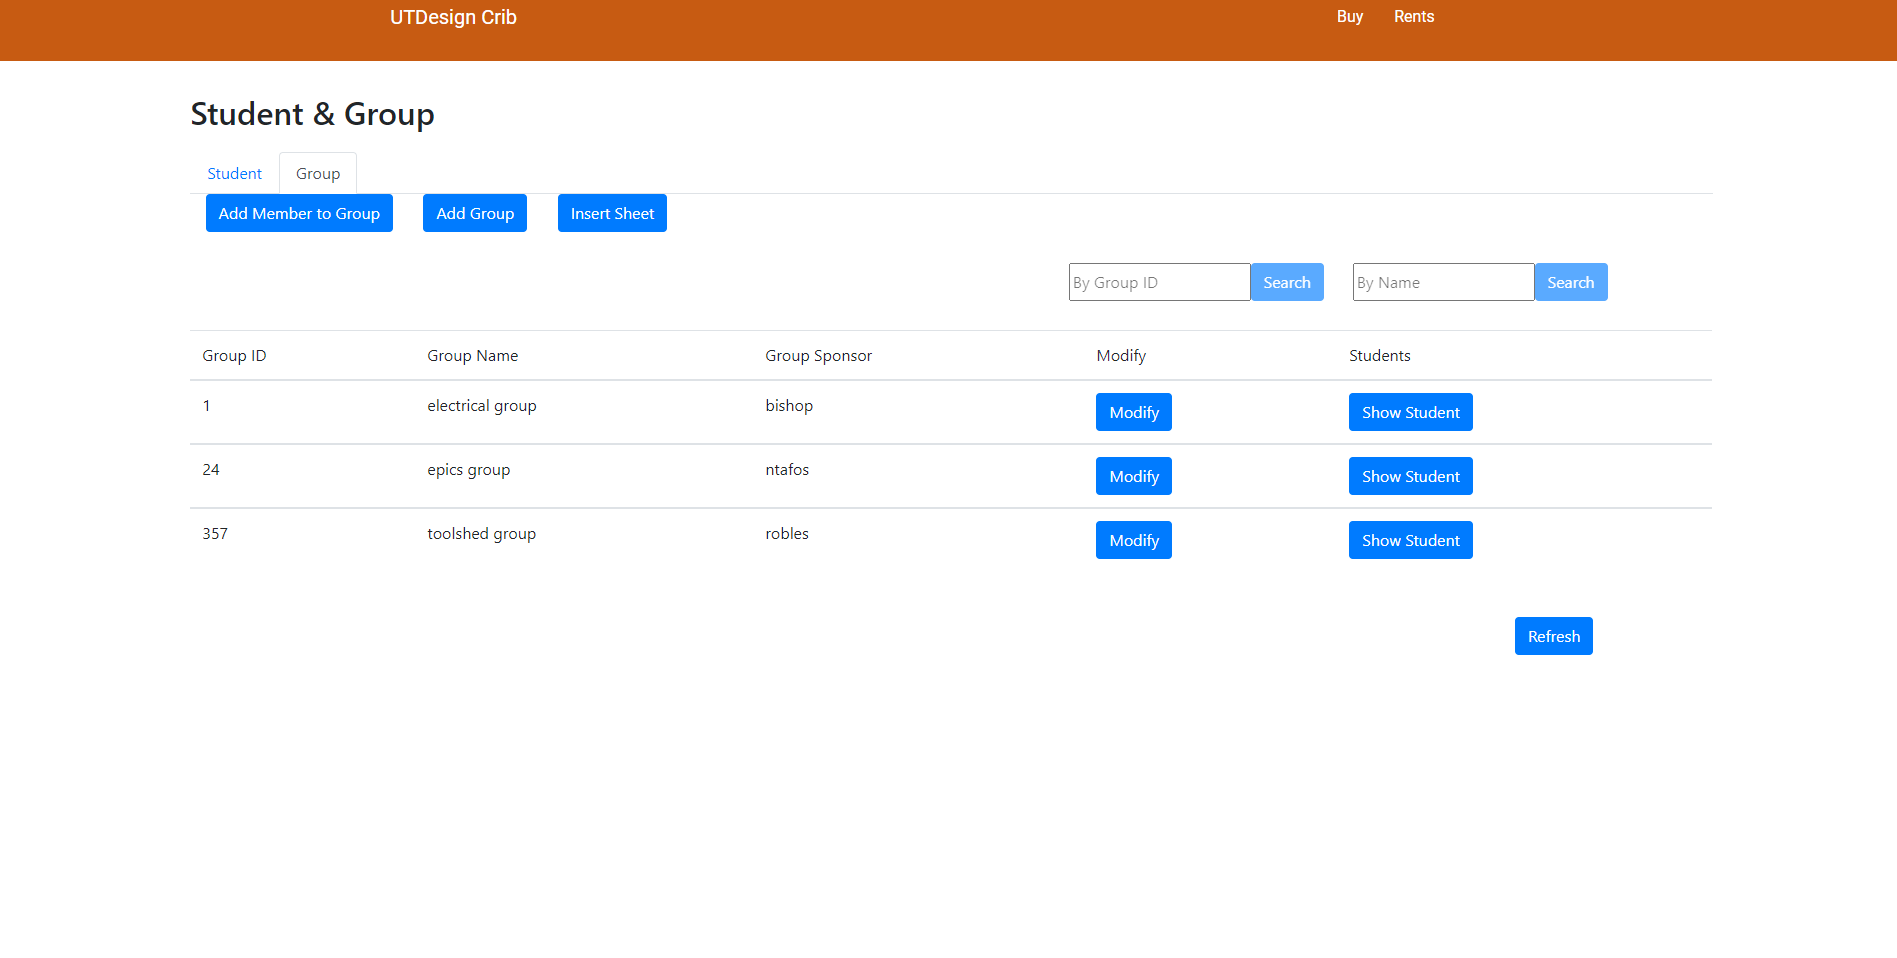 UTDesign Crib Buy Rents
Student & Group
Student Group
Add Member to Group Add Group Insert Sheet
By Group ID Search By Name Search
Group ID Group Name Group Sponsor Modify Students
1 electrical group bishop Modify Show Student
24 epics group ntafos Modify Show Student
357 toolshed group robles Modify Show Student
Refresh